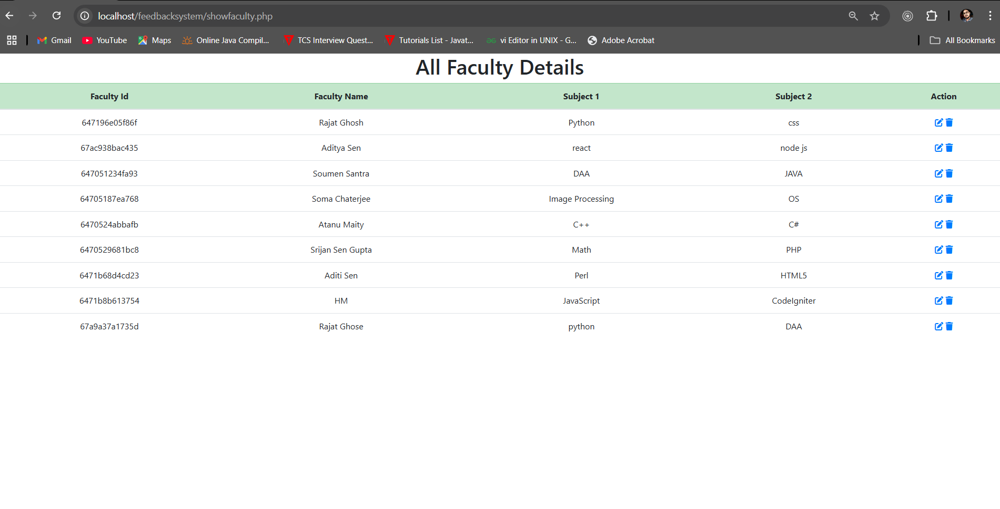 localhost/feedbacksystem/showfaculty.php
Gmail YouTube Maps Online Java Compil... TCS Interview Quest... Tutorials List - Javat... vi Editor in UNIX - G... Adobe Acrobat All Bookmarks
All Faculty Details
Faculty Id Faculty Name Subject 1 Subject 2 Action
647196e05f86f Rajat Ghosh Python css
67ac938bac435 Aditya Sen react node js
647051234fa93 Soumen Santra DAA JAVA
64705187ea768 Soma Chaterjee Image Processing OS
6470524abbafb Atanu Maity C++ C#
6470529681bc8 Srijan Sen Gupta Math PHP
6471b68d4cd23 Aditi Sen Perl HTML5
6471b8b613754 HM JavaScript CodeIgniter
67a9a37a1735d Rajat Ghose python DAA